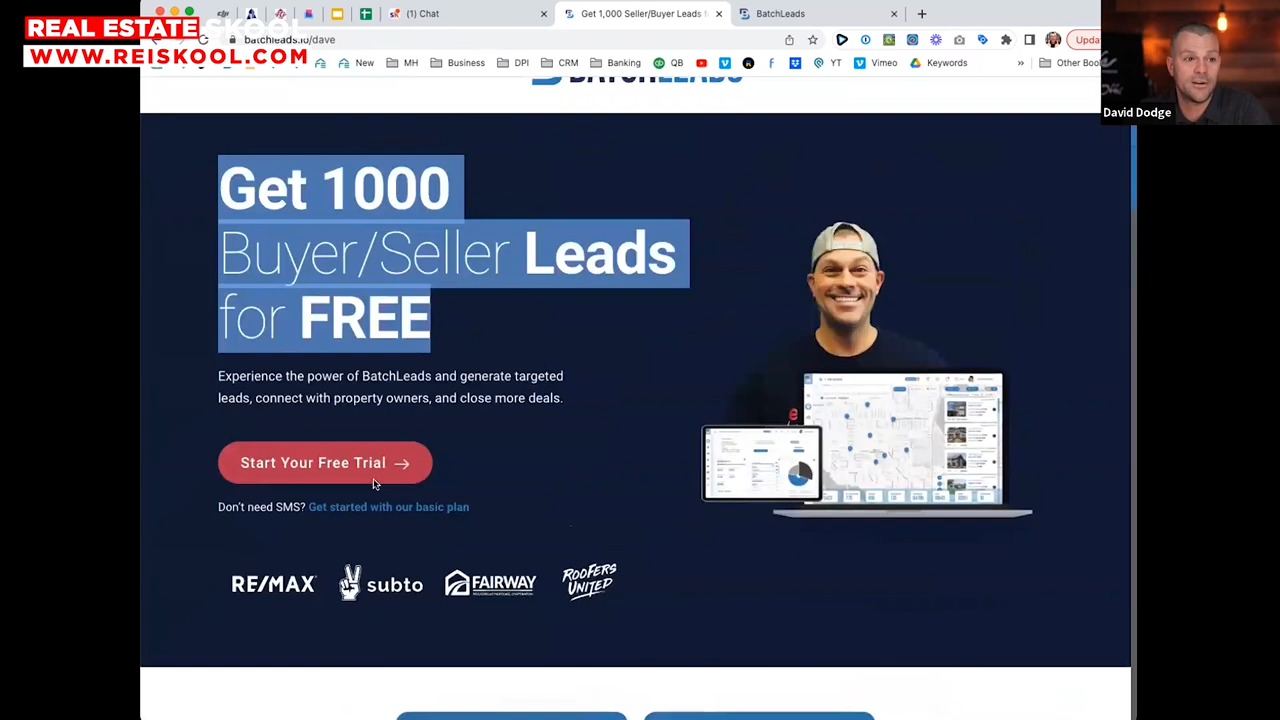 REAL ESTATE SKOOL
WWW.REISKOOL.COM
(1) Chat
Get 1,000 Seller/Buyer Leads f
BatchLeads
batchleads.io/dave
Update
New
MH
Business
DPI
CRM
Banking
QB
YT
Vimeo
Keywords
»
Other Boo
BATCHLEADS
David Dodge
Get 1000
Buyer/Seller Leads
for FREE
Experience the power of BatchLeads and generate targeted
leads, connect with property owners, and close more deals.
Start Your Free Trial →
Don't need SMS? Get started with our basic plan
RE/MAX
subto
FAIRWAY
ROOFERS
UNITED